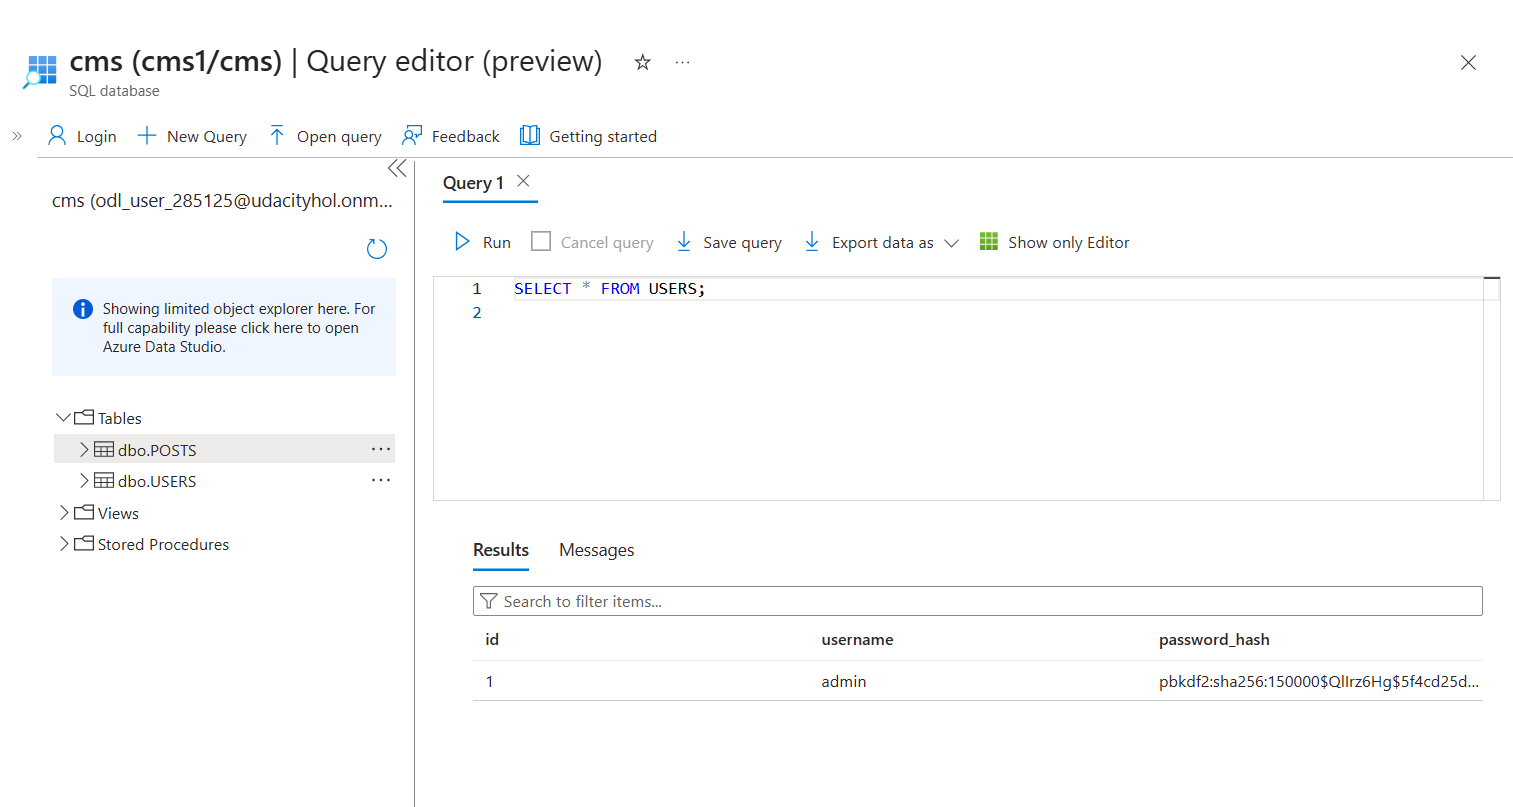 cms (cms1/cms) | Query editor (preview)
SQL database
Login
New Query
Open query
Feedback
Getting started
cms (odl_user_285125@udacityhol.onm...
Showing limited object explorer here. For
full capability please click here to open
Azure Data Studio.
Tables
dbo.POSTS
dbo.USERS
Views
Stored Procedures
Query 1
Run
Cancel query
Save query
Export data as
Show only Editor
1 SELECT * FROM USERS;
2
Results Messages
Search to filter items...
id username password_hash
1 admin pbkdf2:sha256:150000$QlIrz6Hg$5f4cd25d...